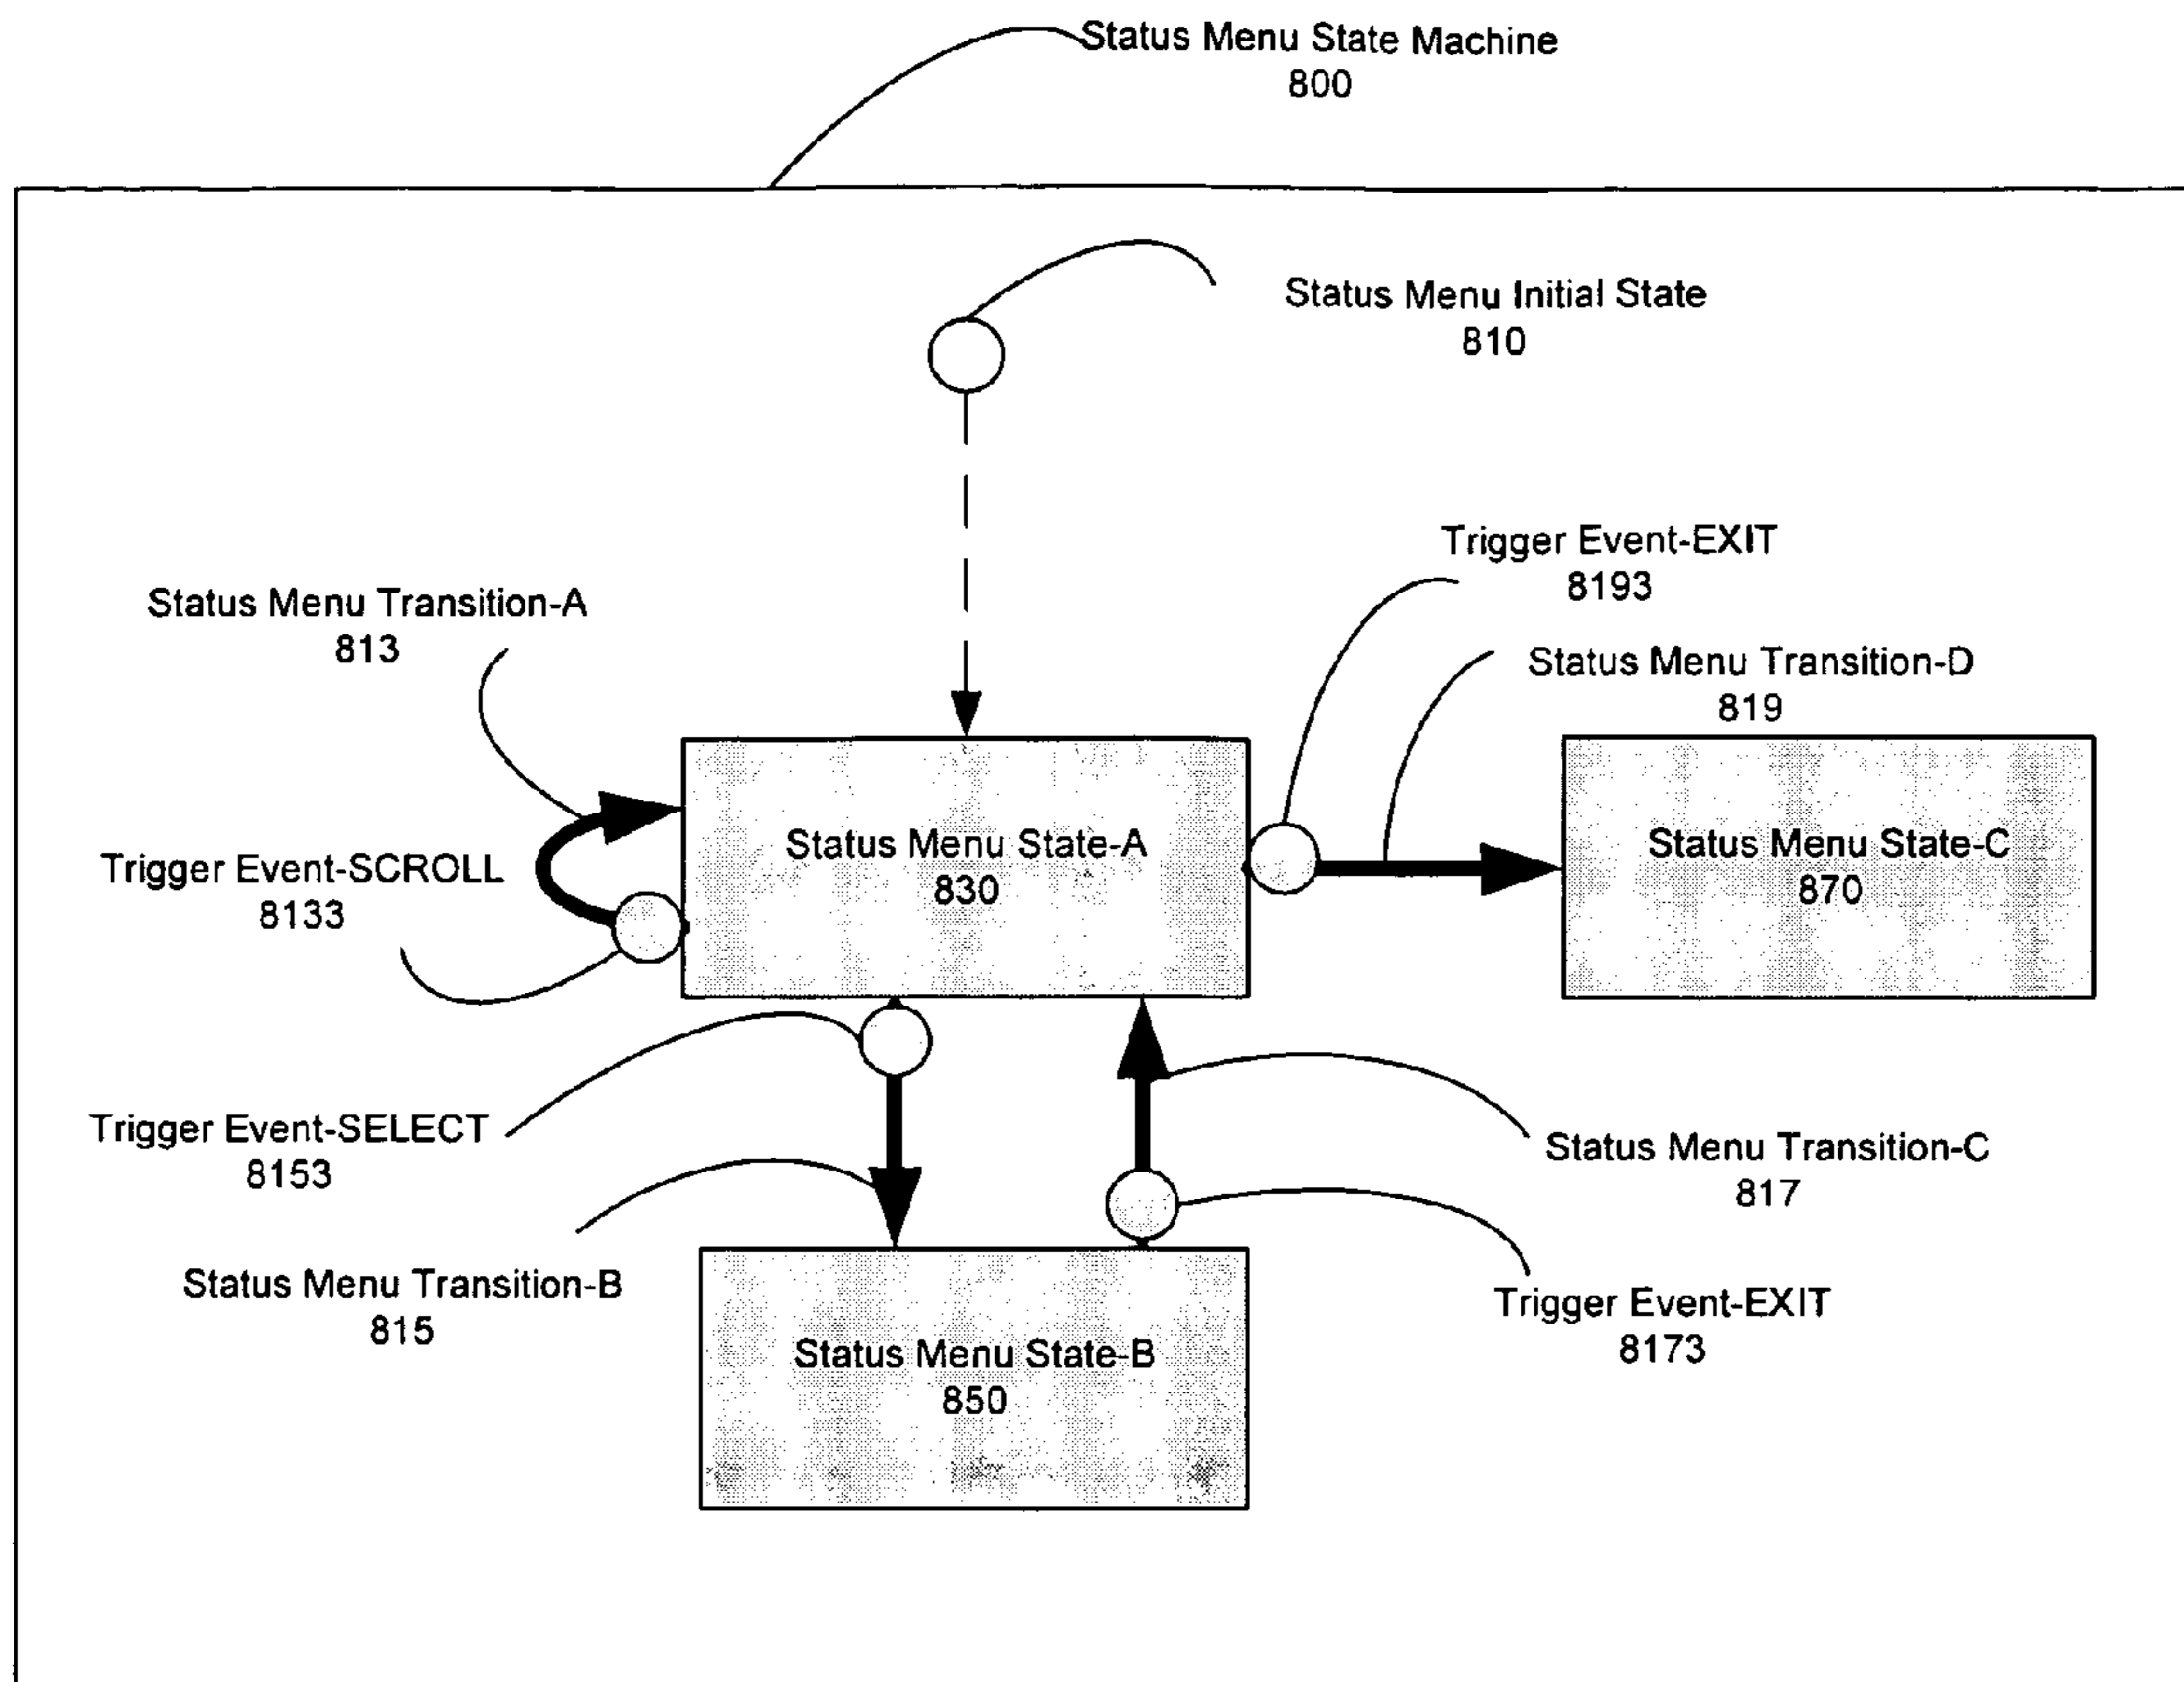 Status Menu State Machine
800
Status Menu Initial State
810
Trigger Event-EXIT
8193
Status Menu Transition-A
813
Status Menu Transition-D
819
Status Menu State-A
830
Status Menu State-C
870
Trigger Event-SCROLL
8133
Trigger Event-SELECT
8153
Status Menu Transition-C
817
Status Menu Transition-B
815
Trigger Event-EXIT
8173
Status Menu State-B
850